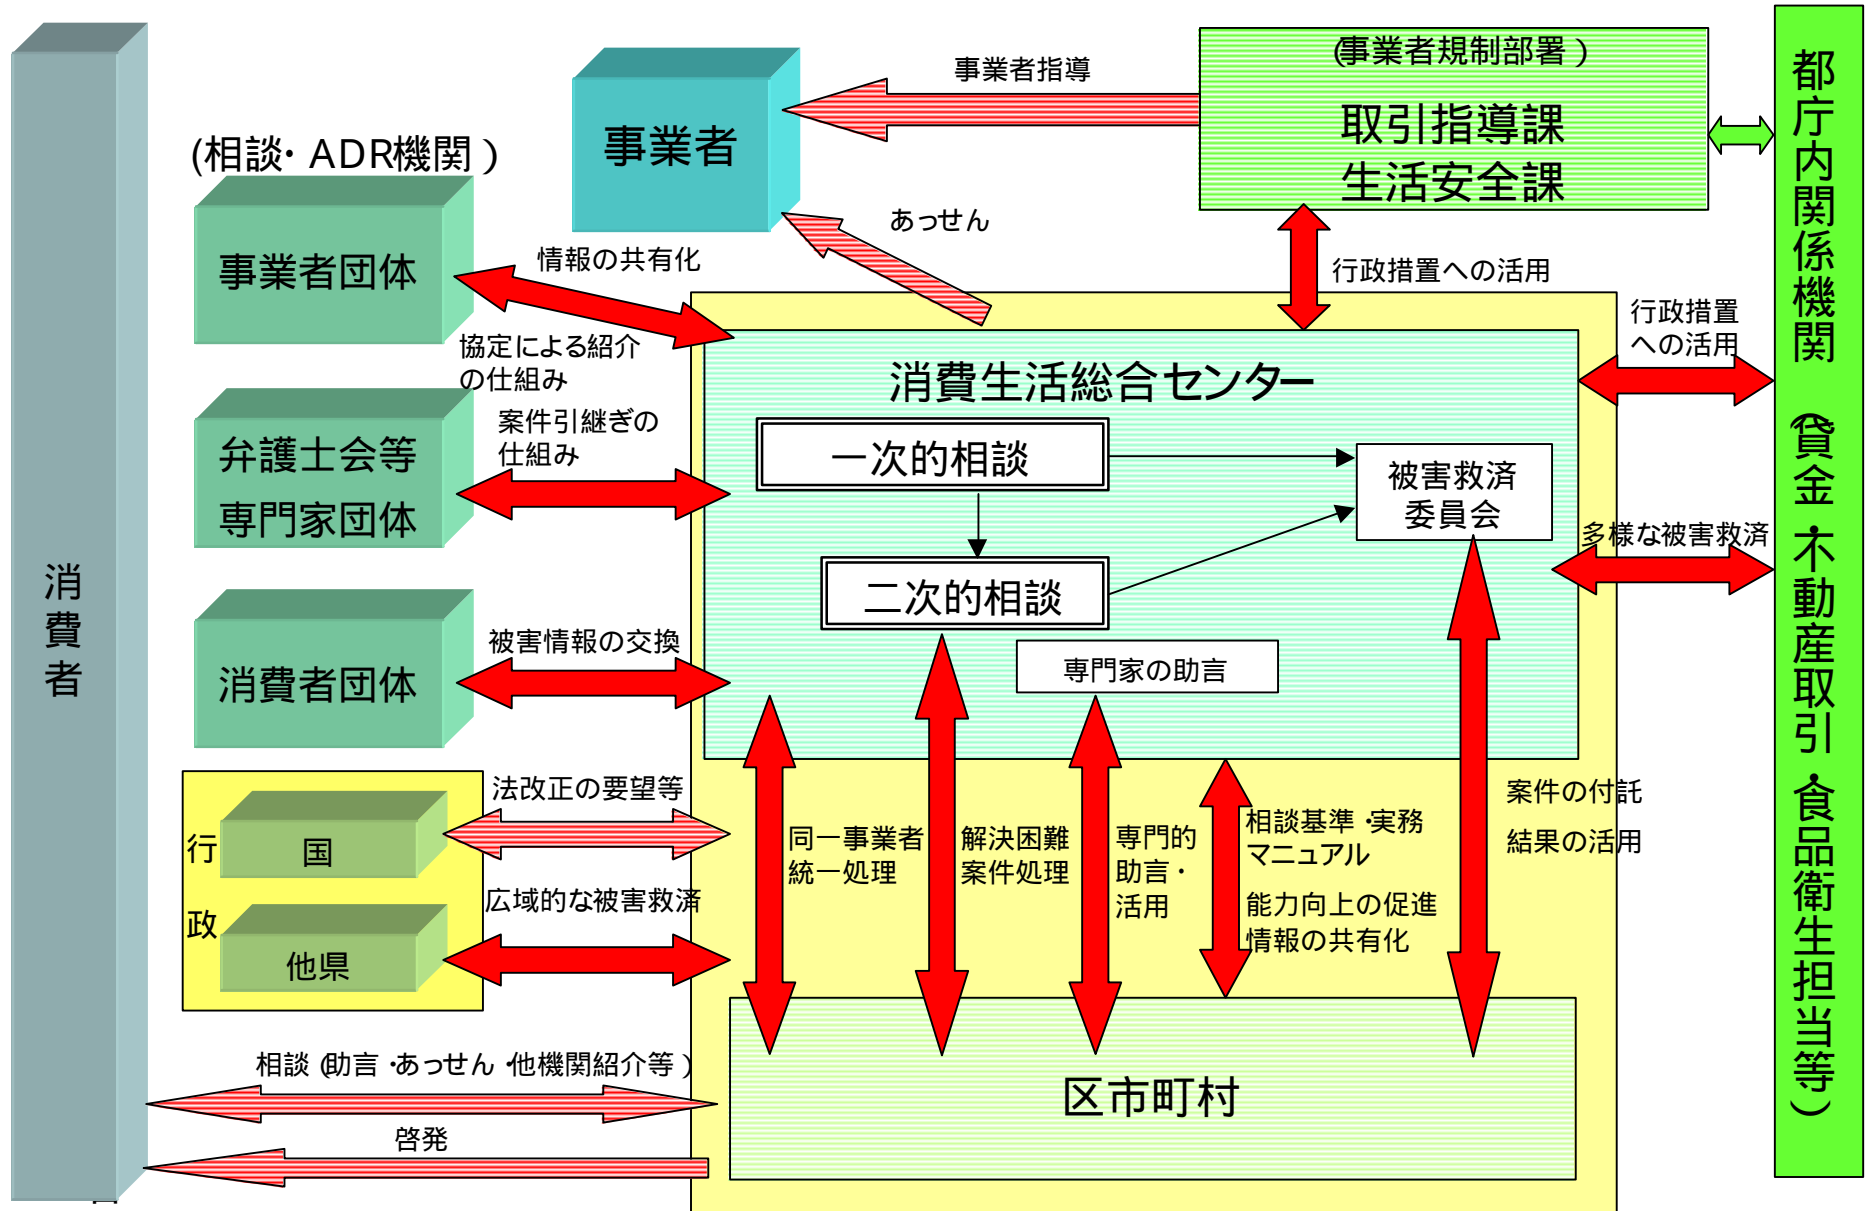 (事業者規制部署)
取引指導課
生活安全課
事業者指導
事業者
(相談・ADR機関)
あっせん
事業者団体
情報の共有化
行政措置への活用
行政措置
への活用
協定による紹介
の仕組み
消費生活総合センター
案件引継ぎの
仕組み
弁護士会等
専門家団体
一次的相談
被害救済
委員会
多様な被害救済
二次的相談
専門家の助言
被害情報の交換
消費者団体
消費者
都庁内関係機関(貸金・不動産取引・食品衛生担当等)
法改正の要望等
行政
国
広域的な被害救済
他県
同一事業者
統一処理
解決困難
案件処理
専門的
助言・
活用
相談基準・実務
マニュアル
能力向上の促進
情報の共有化
案件の付託
結果の活用
相談(助言・あっせん・他機関紹介等)
啓発
区市町村